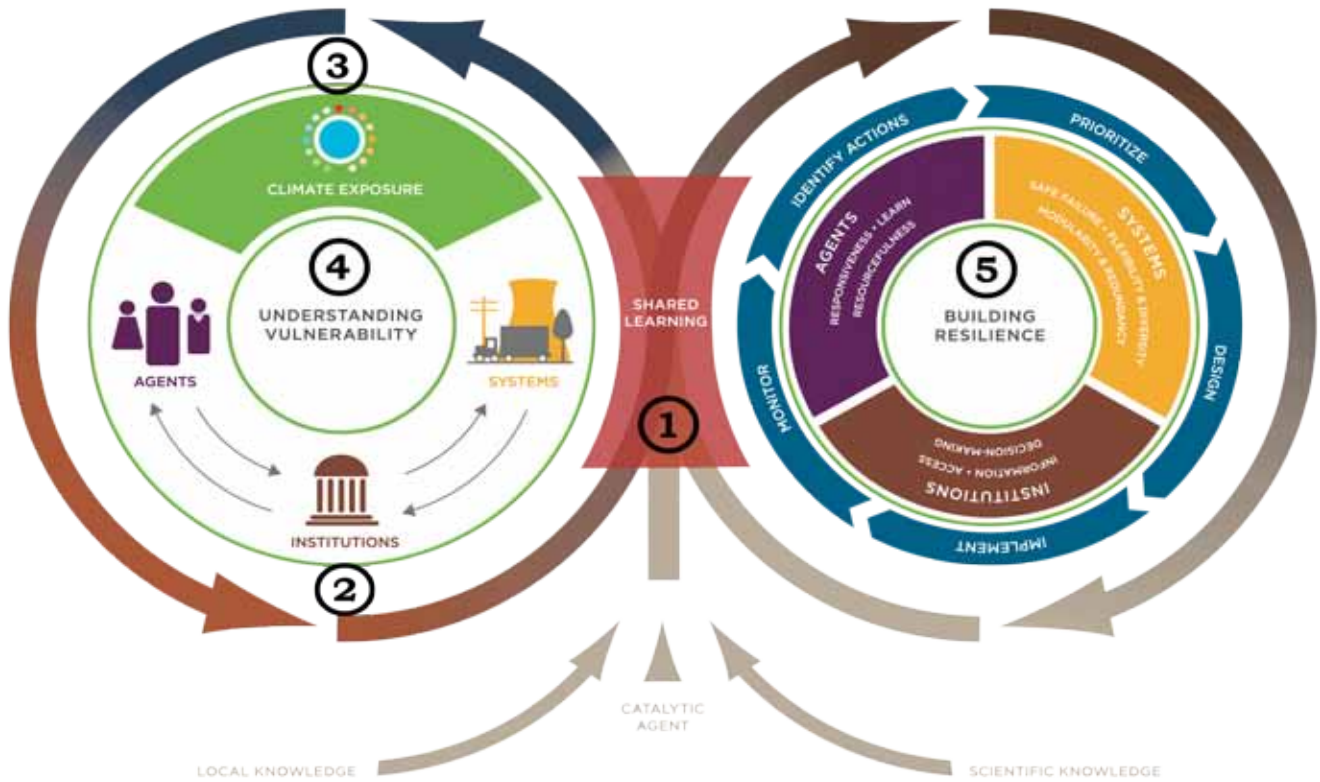 3
CLIMATE EXPOSURE
4
UNDERSTANDING
VULNERABILITY
AGENTS
SYSTEMS
INSTITUTIONS
2
SHARED
LEARNING
1
IDENTIFY ACTIONS
PRIORITIZE
DESIGN
IMPLEMENT
MONITOR
AGENTS
RESPONSIVENESS • LEARN
RESOURCEFULNESS
SYSTEMS
SAFE FAILURE • FLEXIBILITY & DIVERSITY
MODULARITY & REDUNDANCY
5
BUILDING
RESILIENCE
DECISION-MAKING
INFORMATION • ACCESS
INSTITUTIONS
CATALYTIC
AGENT
LOCAL KNOWLEDGE
SCIENTIFIC KNOWLEDGE